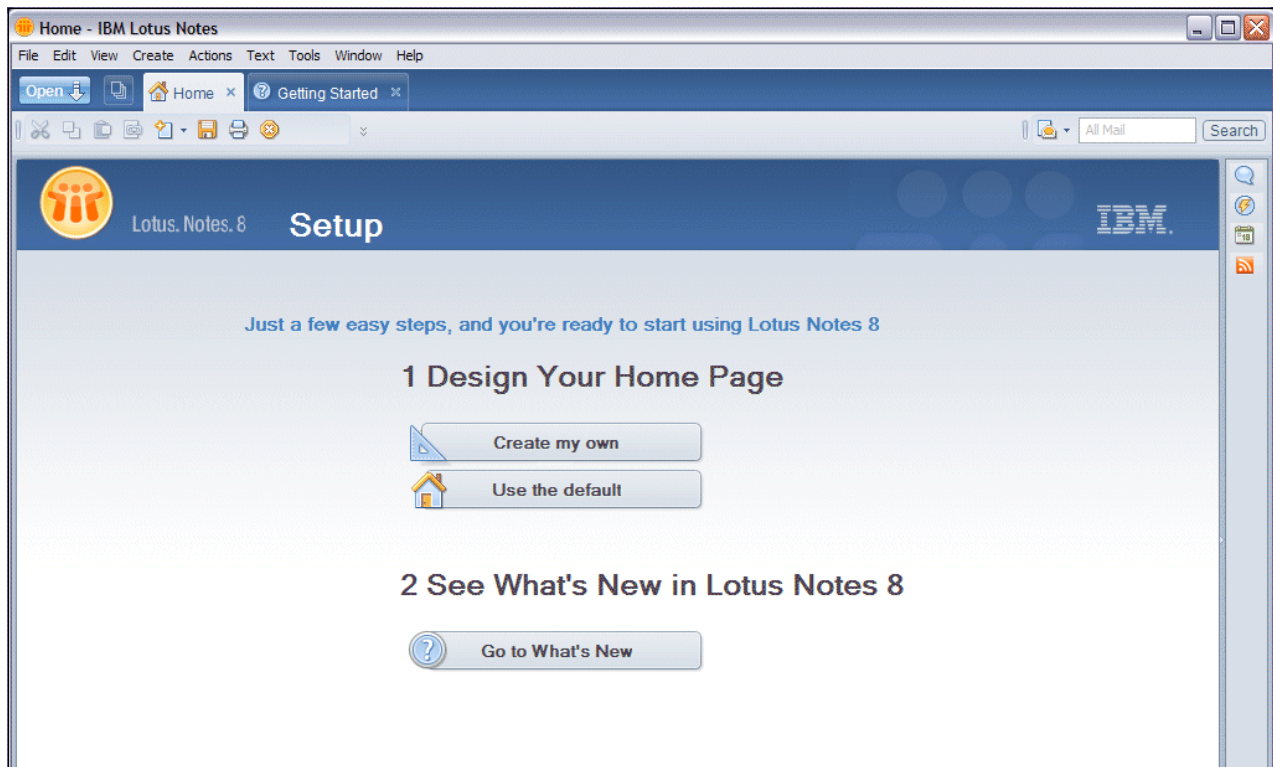 Home - IBM Lotus Notes
File Edit View Create Actions Text Tools Window Help
Open Home Getting Started
All Mail Search
Lotus. Notes. 8 Setup IBM.
18
Just a few easy steps, and you're ready to start using Lotus Notes 8
1 Design Your Home Page
Create my own
Use the default
2 See What's New in Lotus Notes 8
Go to What's New